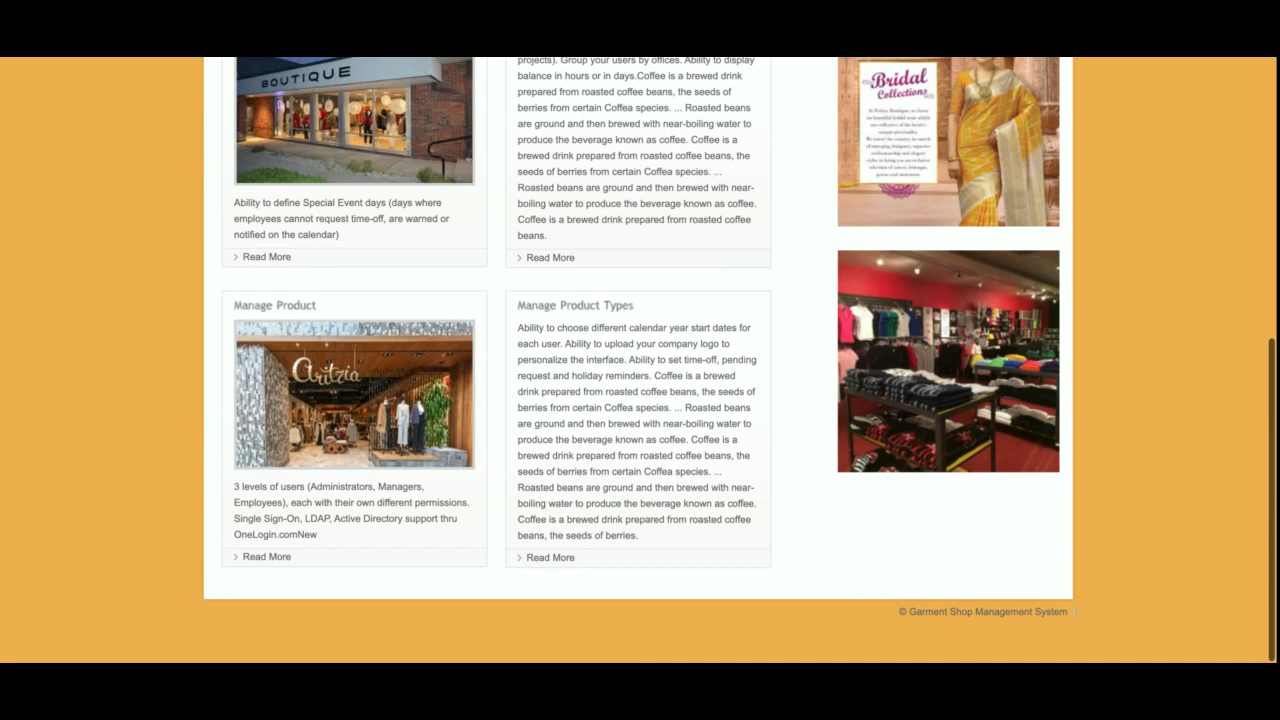 BOUTIQUE
Ability to define Special Event days (days where
employees cannot request time-off, are warned or
notified on the calendar)
Read More
projects). Group your users by offices. Ability to display
balance in hours or in days.Coffee is a brewed drink
prepared from roasted coffee beans, the seeds of
berries from certain Coffea species. ... Roasted beans
are ground and then brewed with near-boiling water to
produce the beverage known as coffee. Coffee is a
brewed drink prepared from roasted coffee beans, the
seeds of berries from certain Coffea species. ...
Roasted beans are ground and then brewed with near-
boiling water to produce the beverage known as coffee.
Coffee is a brewed drink prepared from roasted coffee
beans.
Read More
Bridal
Collections
Manage Product
Aritzia
3 levels of users (Administrators, Managers,
Employees), each with their own different permissions.
Single Sign-On, LDAP, Active Directory support thru
OneLogin.comNew
Read More
Manage Product Types
Ability to choose different calendar year start dates for
each user. Ability to upload your company logo to
personalize the interface. Ability to set time-off, pending
request and holiday reminders. Coffee is a brewed
drink prepared from roasted coffee beans, the seeds of
berries from certain Coffea species. ... Roasted beans
are ground and then brewed with near-boiling water to
produce the beverage known as coffee. Coffee is a
brewed drink prepared from roasted coffee beans, the
seeds of berries from certain Coffea species. ...
Roasted beans are ground and then brewed with near-
boiling water to produce the beverage known as coffee.
Coffee is a brewed drink prepared from roasted coffee
beans, the seeds of berries.
Read More
© Garment Shop Management System |